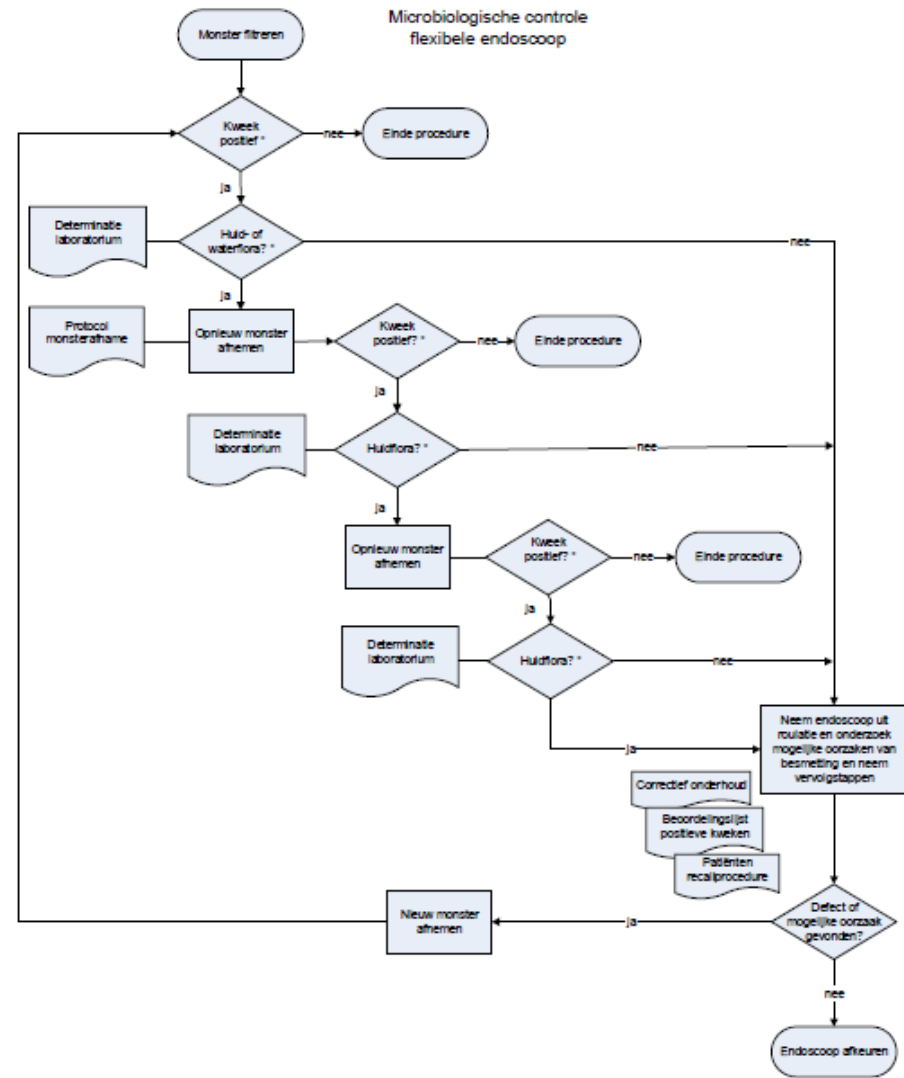 Microbiologische controle
flexibele endoscoop
Monster filtreren
Kweek
positief *
nee
Einde procedure
ja
Determinatie
laboratorium
Huid- of
waterflora? *
nee
ja
Protocol
monsterafname
Opnieuw monster
afnemen
Kweek
positief? *
nee
Einde procedure
ja
Determinatie
laboratorium
Huidflora? *
nee
ja
Opnieuw monster
afnemen
Kweek
positief? *
nee
Einde procedure
ja
Determinatie
laboratorium
Huidflora? *
nee
ja
Neem endoscoop uit
roulatie en onderzoek
mogelijke oorzaken van
besmetting en neem
vervolgstappen
Correctief onderhoud
Beoordelingslijst
positieve kweken
Patiënten
recallprocedure
Defect of
mogelijke oorzaak
gevonden?
ja
Nieuw monster
afnemen
nee
Endoscoop afkeuren